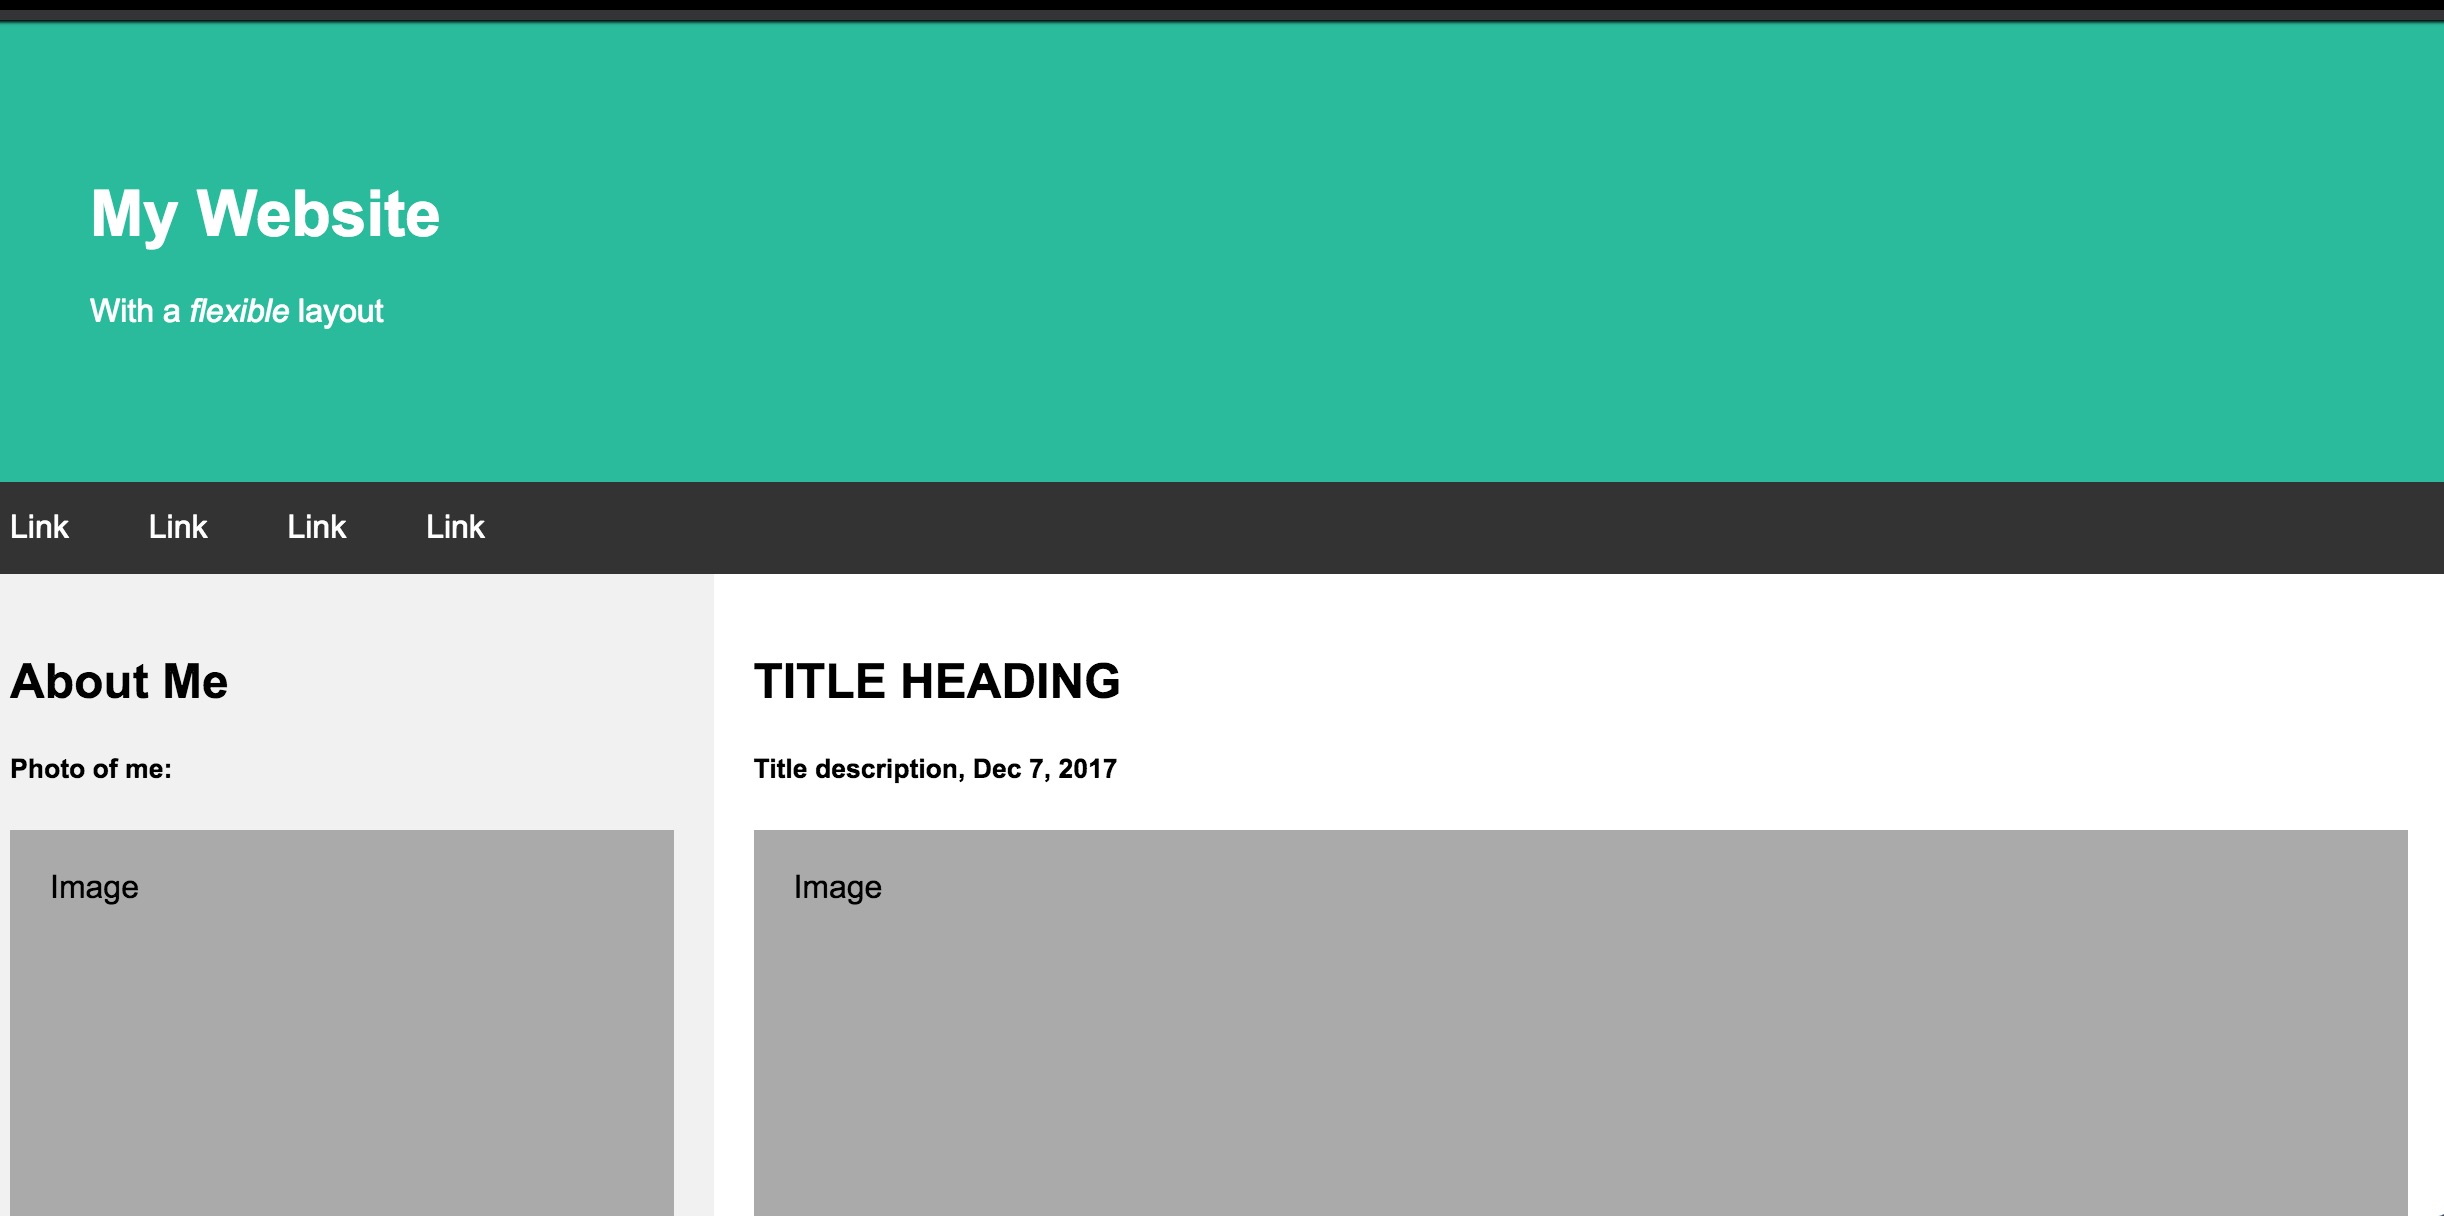 My Website
With a flexible layout
Link Link Link Link
About Me
Photo of me:
Image
TITLE HEADING
Title description, Dec 7, 2017
Image